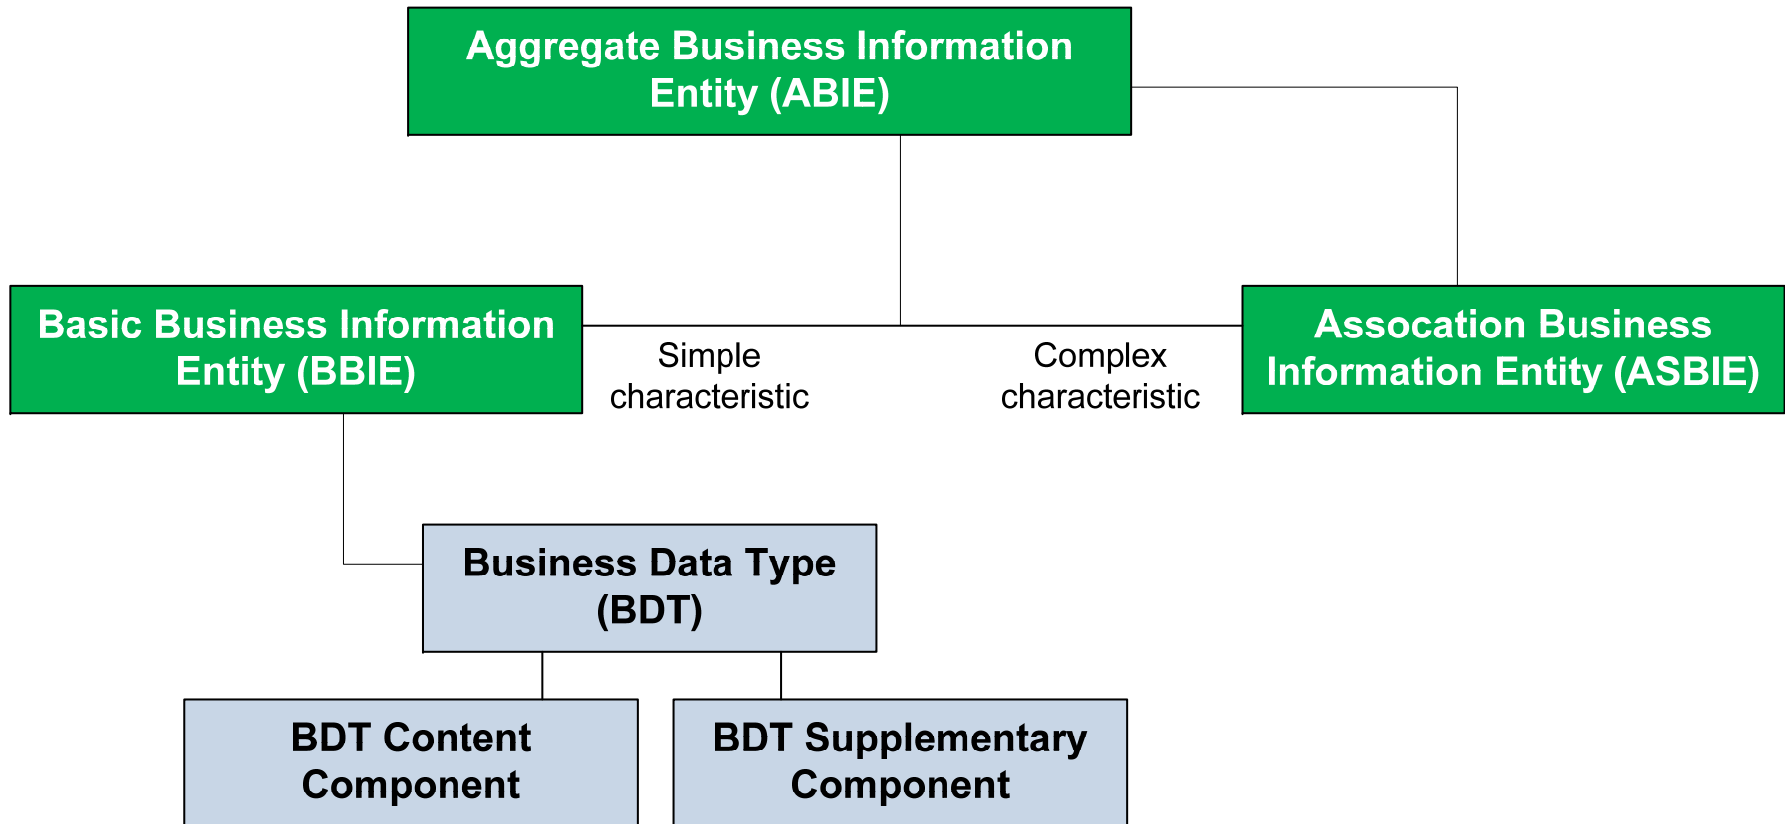 Aggregate Business Information
Entity (ABIE)
Basic Business Information
Entity (BBIE)
Simple
characteristic
Complex
characteristic
Assocation Business
Information Entity (ASBIE)
Business Data Type
(BDT)
BDT Content
Component
BDT Supplementary
Component